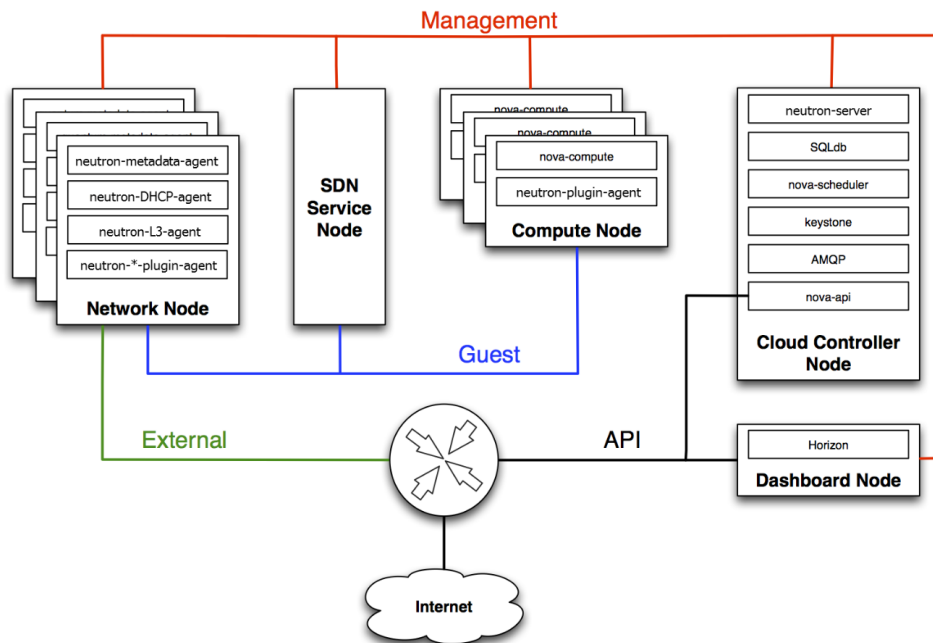 Management
neutron-metadata-agent
neutron-DHCP-agent
neutron-L3-agent
neutron-*-plugin-agent
Network Node
SDN
Service
Node
nova-compute
nova-compute
nova-compute
neutron-plugin-agent
Compute Node
neutron-server
SQLdb
nova-scheduler
keystone
AMQP
nova-api
Cloud Controller
Node
Guest
External
API
Horizon
Dashboard Node
Internet